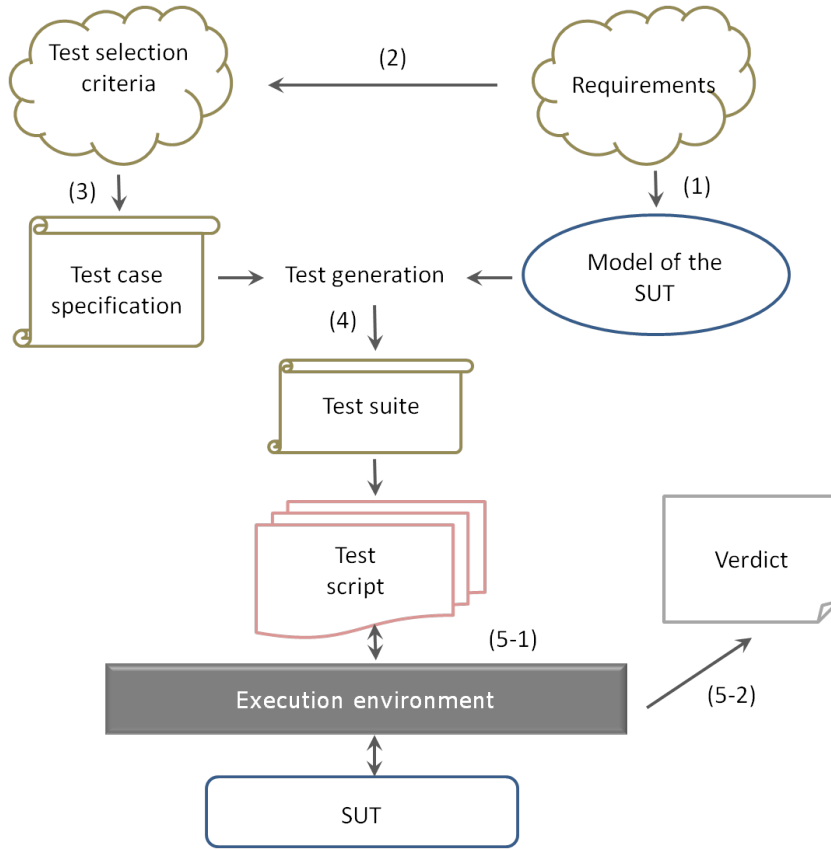 Test selection
criteria
(2)
Requirements
(3)
(1)
Test case
specification
Test generation
Model of the
SUT
(4)
Test suite
Test
script
Verdict
(5-1)
Execution environment
(5-2)
SUT